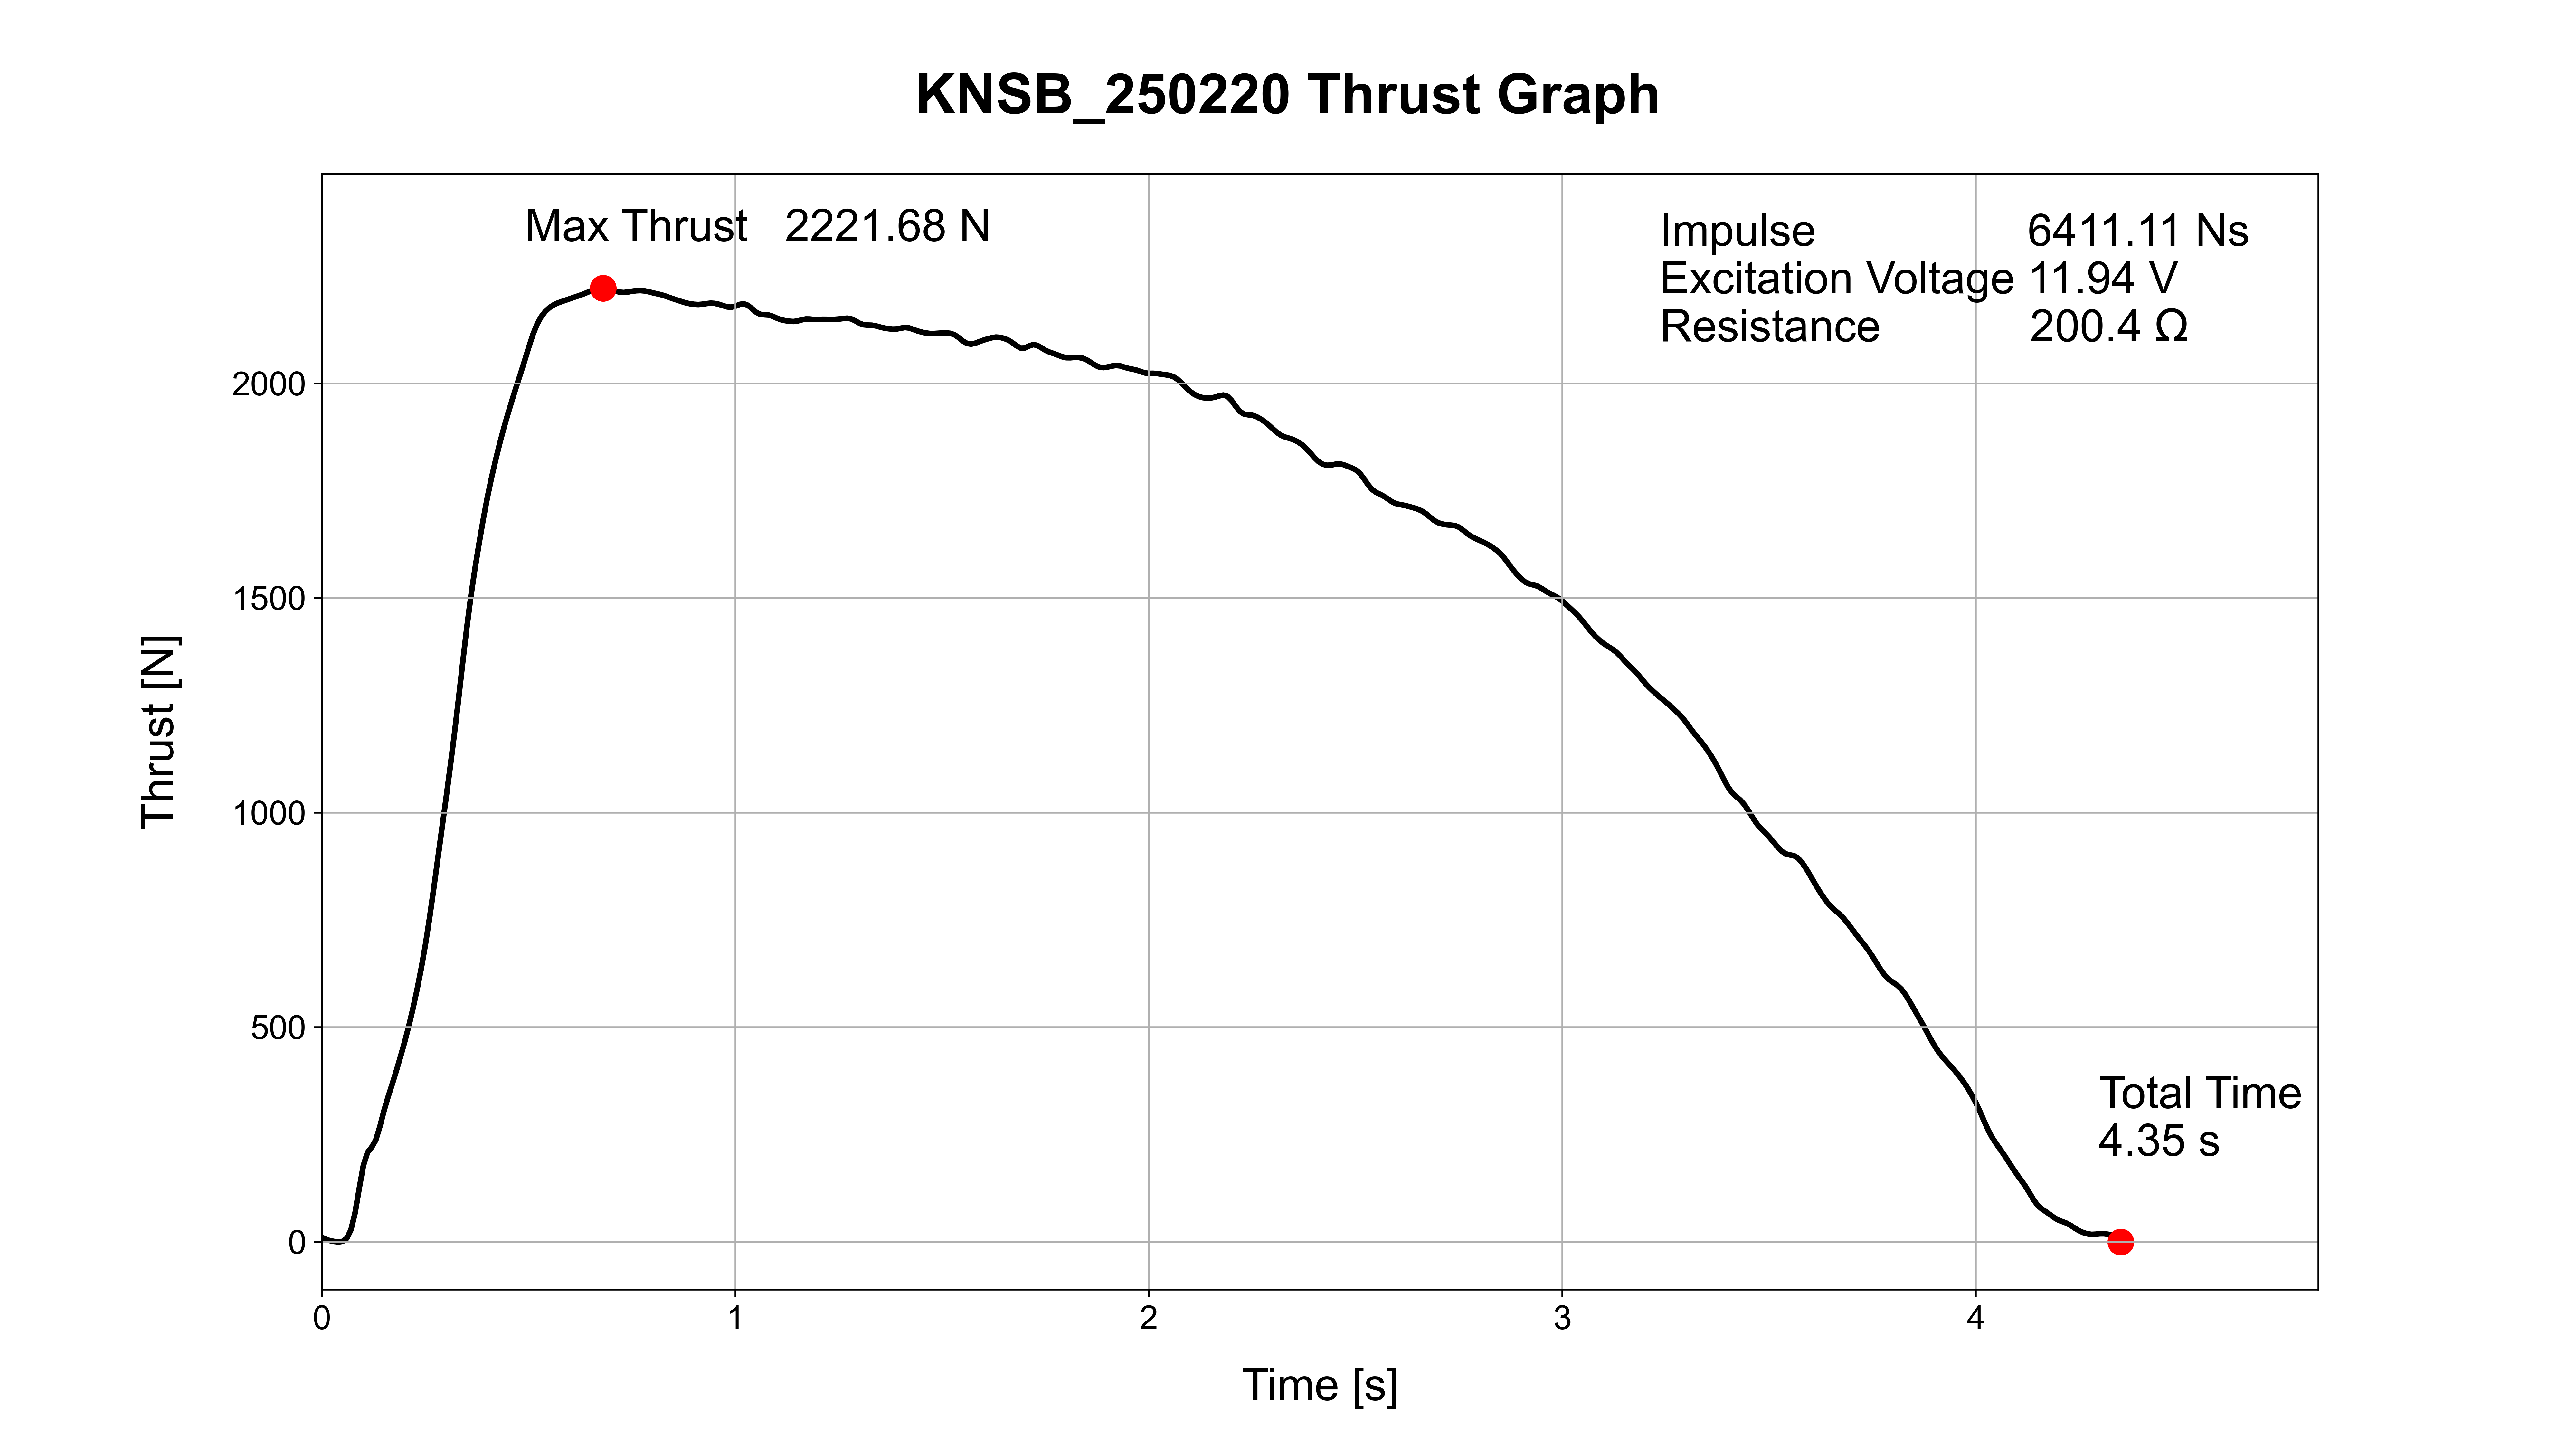 KNSB_250220 Thrust Graph
Max Thrust 2221.68 N
Impulse 6411.11 Ns
Excitation Voltage 11.94 V
Resistance 200.4 Ω
Thrust [N]
2000
1500
1000
500
0
Total Time
4.35 s
0 1 2 3 4
Time [s]